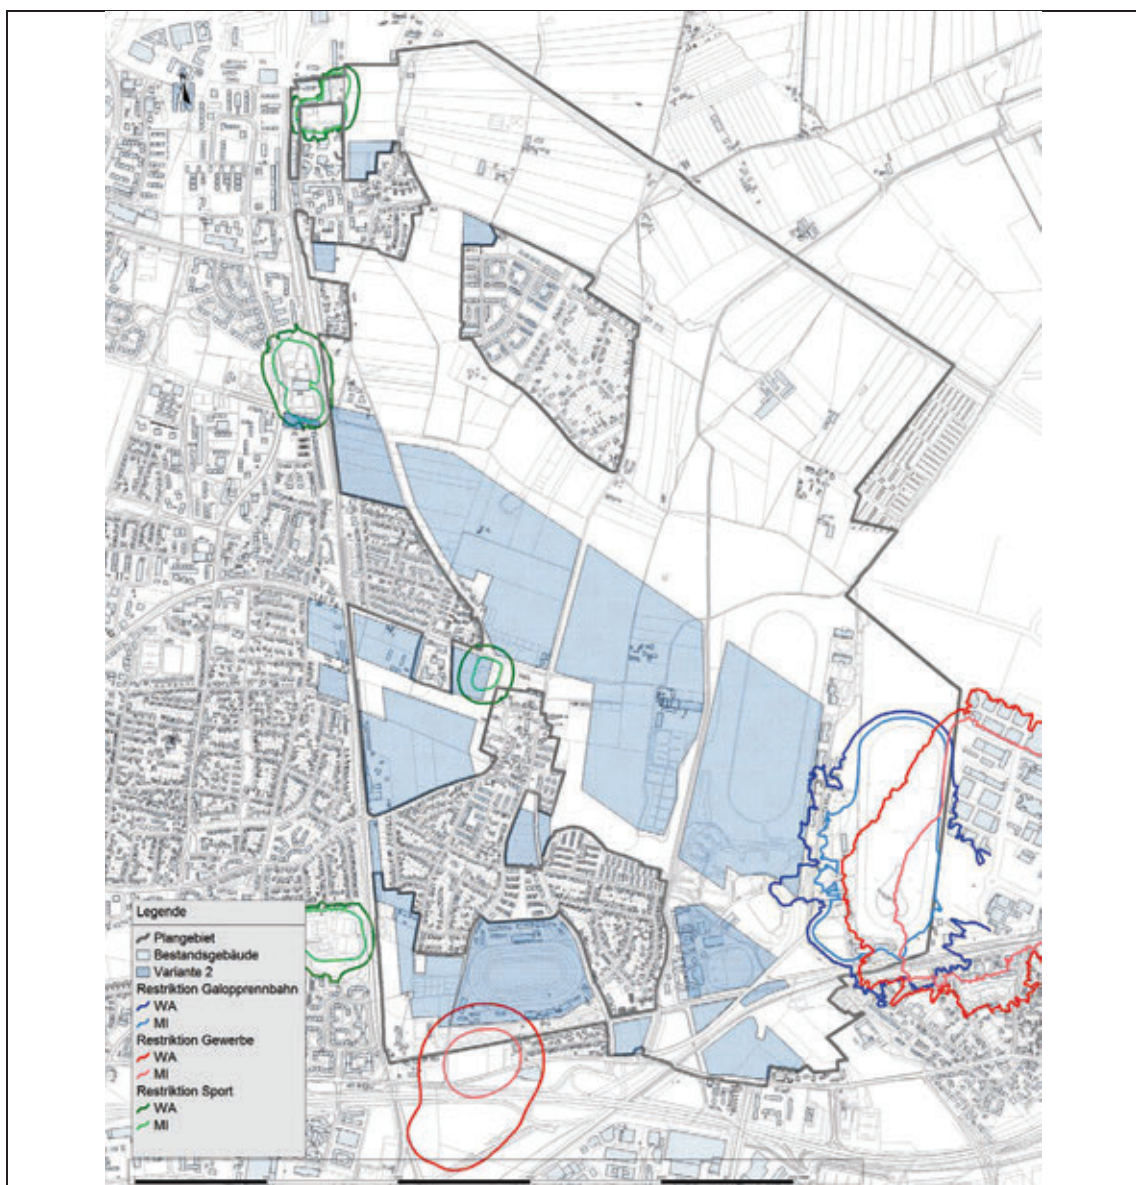 Legende
Plangebiet
Bestandsgebäude
Variante 2
Restriktion Galopprennbahn
WA
MI
Restriktion Gewerbe
WA
MI
Restriktion Sport
WA
MI